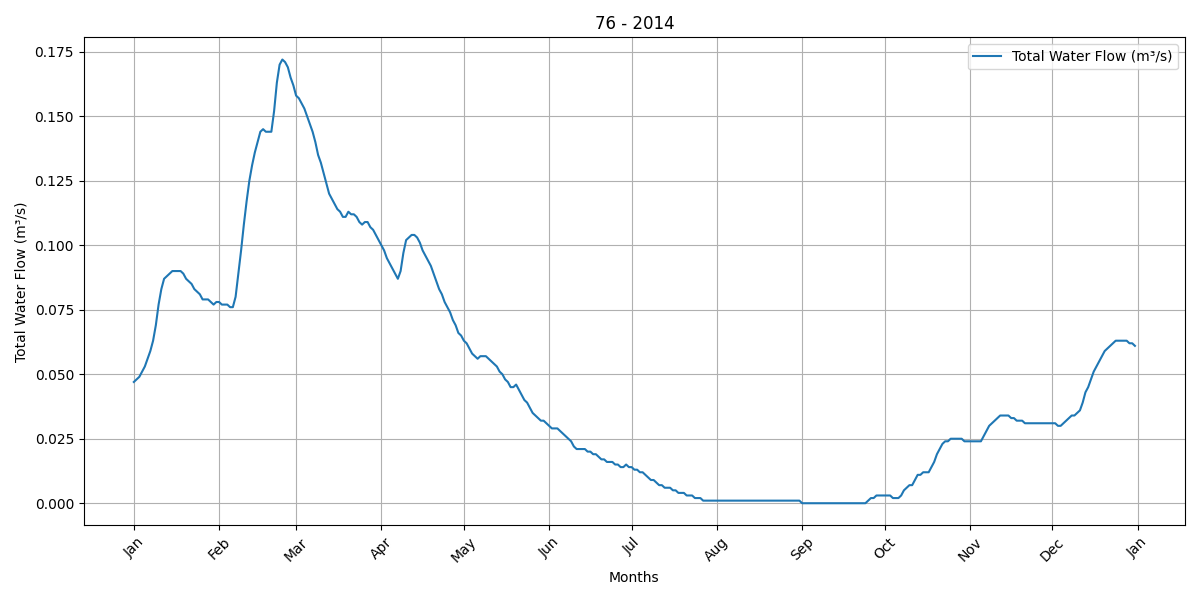 76 - 2014
Total Water Flow (m³/s)
0.175
0.150
0.125
0.100
0.075
0.050
0.025
0.000
Total Water Flow (m³/s)
Jan Feb Mar Apr May Jun Jul Aug Sep Oct Nov Dec Jan
Months